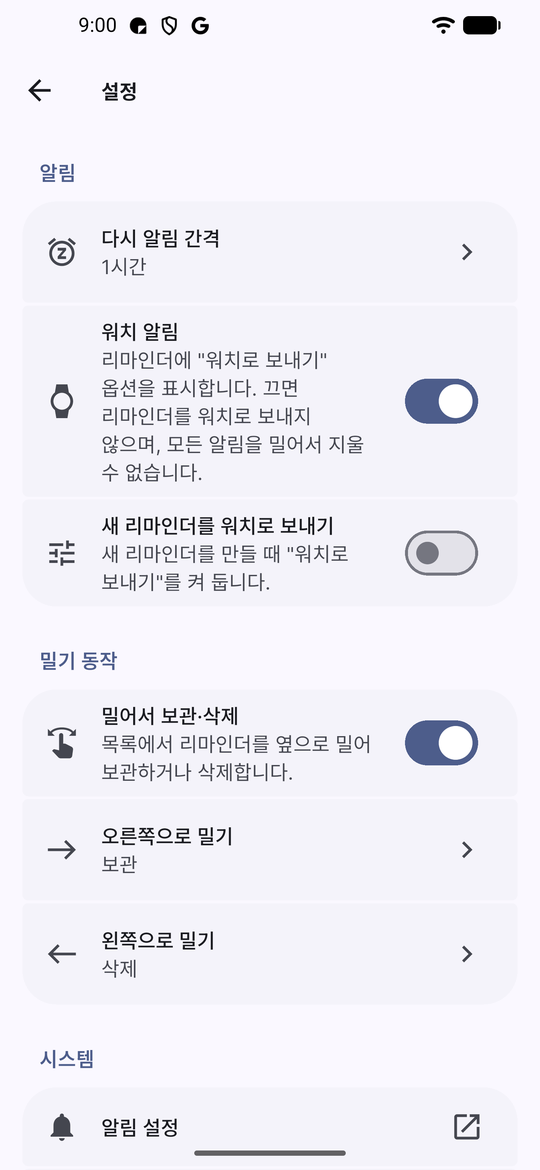 9:00
설정
알림
다시 알림 간격
1시간
워치 알림
리마인더에 "워치로 보내기"
옵션을 표시합니다. 끄면
리마인더를 워치로 보내지
않으며, 모든 알림을 밀어서 지울
수 없습니다.
새 리마인더를 워치로 보내기
새 리마인더를 만들 때 "워치로
보내기"를 켜 둡니다.
밀기 동작
밀어서 보관·삭제
목록에서 리마인더를 옆으로 밀어
보관하거나 삭제합니다.
오른쪽으로 밀기
보관
왼쪽으로 밀기
삭제
시스템
알림 설정